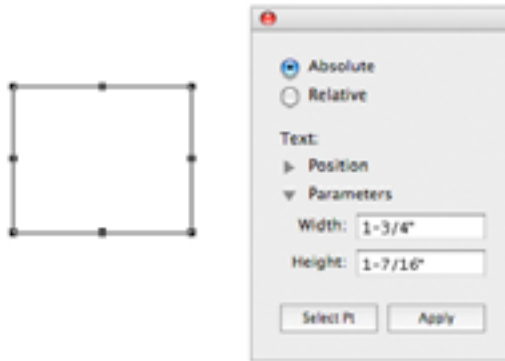 Absolute
Relative
Text:
Position
Parameters
Width: 1-3/4"
Height: 1-7/16"
Select Pt Apply